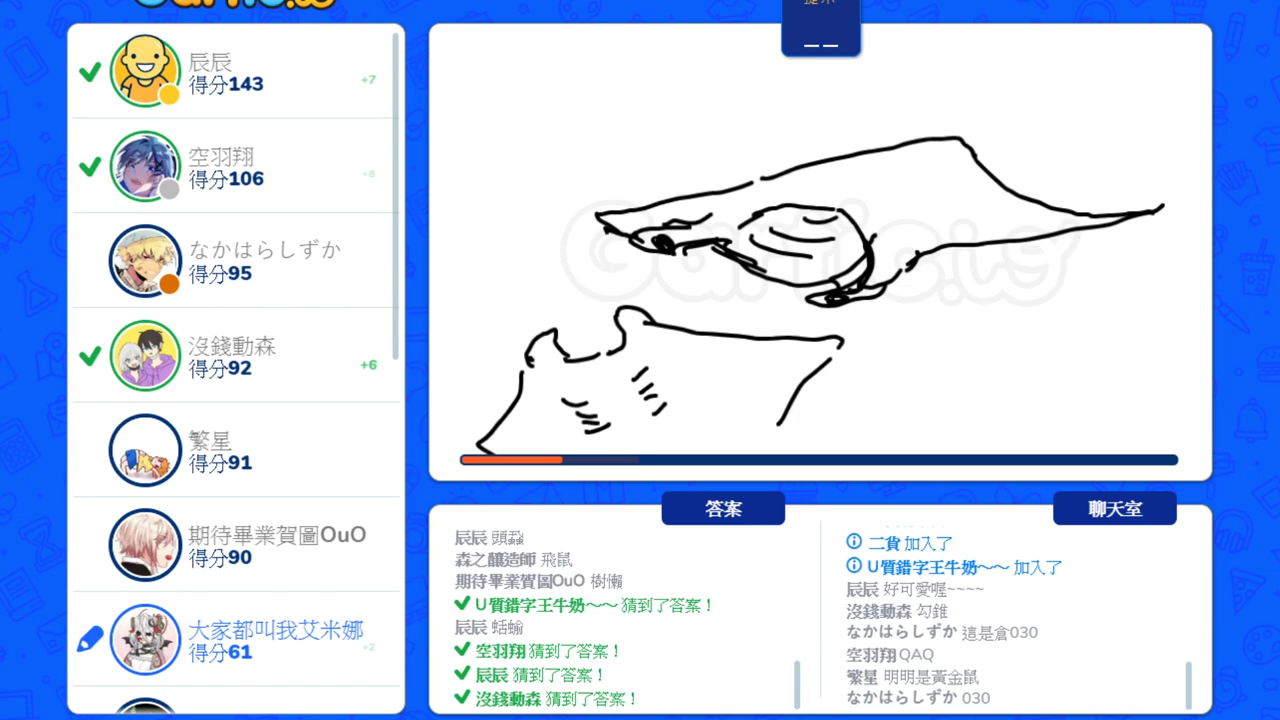 Gartic.io
辰辰
得分143
+7
空羽翔
得分106
+8
なかはらしずか
得分95
沒錢動森
得分92
+6
繁星
得分91
期待畢業賀圖OuO
得分90
大家都叫我艾米娜
得分61
+2
提示
Gartic.io
答案
辰辰 頭蝨
森之釀造師 飛鼠
期待畢業賀圖OuO 樹懶
U質錯字王牛奶~~ 猜到了答案!
辰辰 蛞蝓
空羽翔 猜到了答案!
辰辰 猜到了答案!
沒錢動森 猜到了答案!
聊天室
二貨 加入了
U質錯字王牛奶~~ 加入了
辰辰 好可愛喔~~~~
沒錢動森 勾錐
なかはらしずか 這是倉030
空羽翔 QAQ
繁星 明明是黃金鼠
なかはらしずか 030